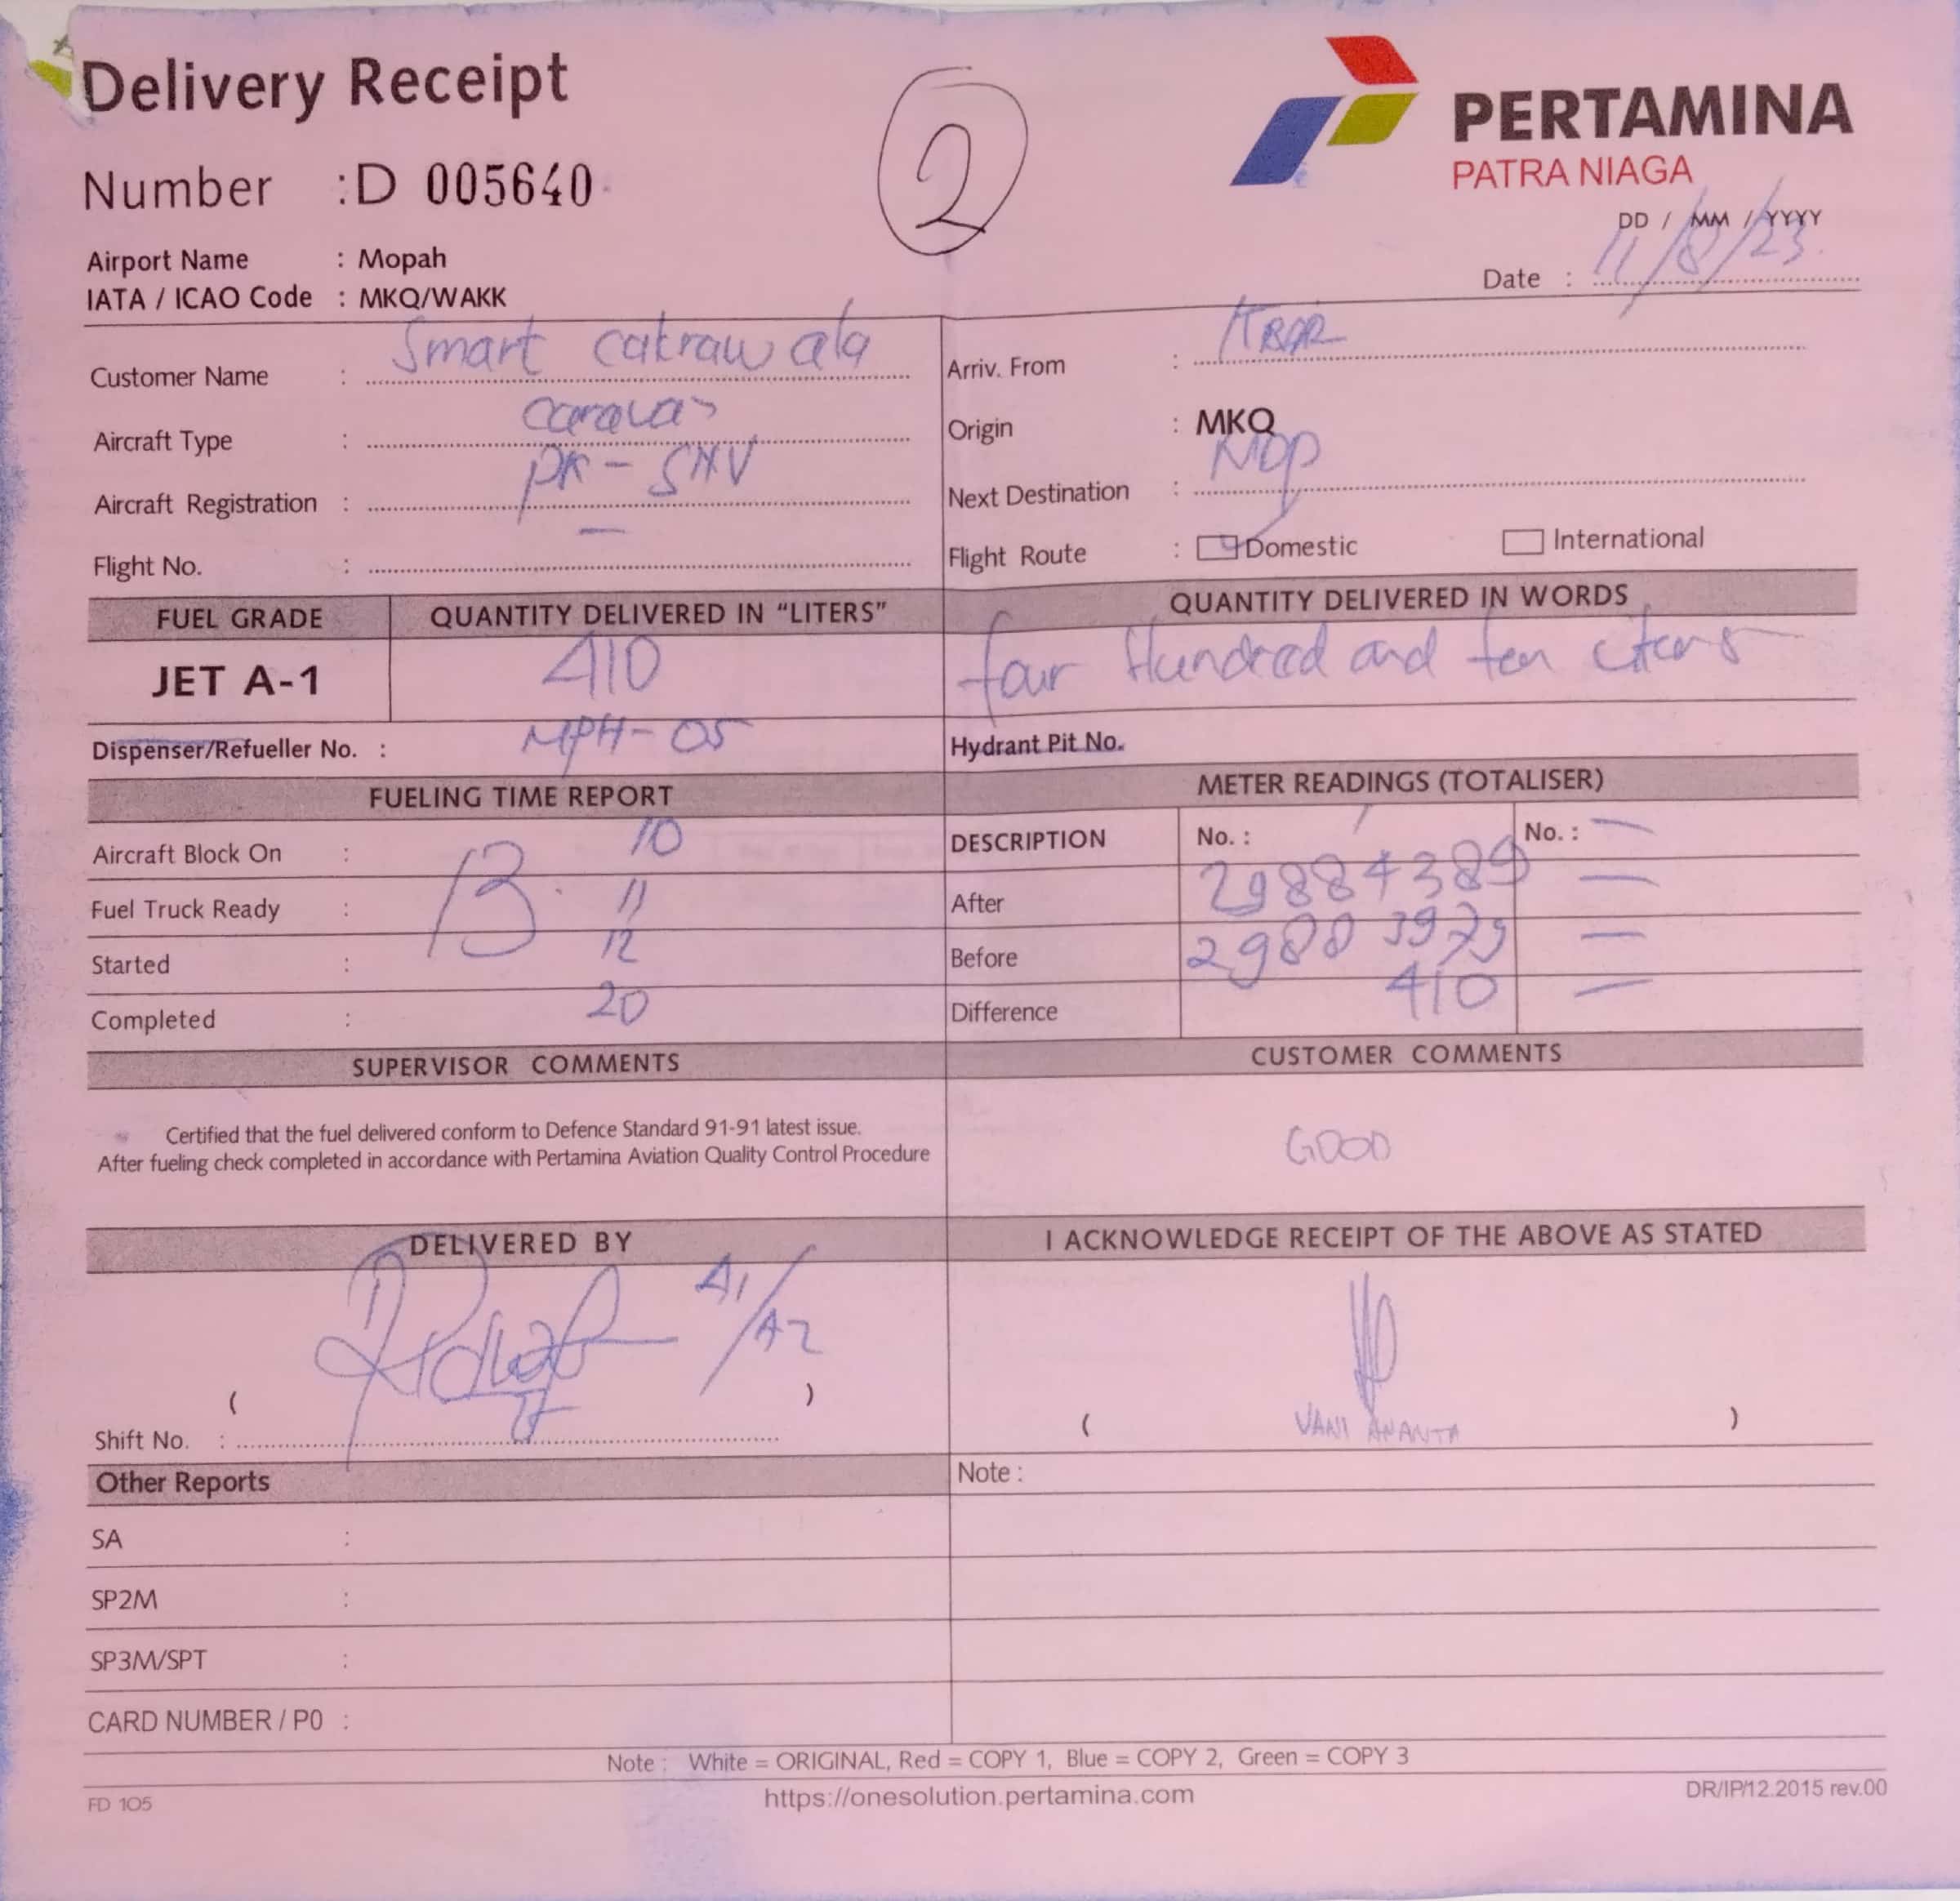 Delivery Receipt
2
PERTAMINA
PATRA NIAGA
Number : D 005640
DD / MM / YYYY
Airport Name : Mopah
Date : 11/8/23
IATA / ICAO Code : MKQ/WAKK
Customer Name : Smart cakrawala
Arriv. From :
Aircraft Type : caravan
Origin : MKQ
Aircraft Registration : PK - SNV
Next Destination :
Flight No. : —
Flight Route : Domestic International
FUEL GRADE QUANTITY DELIVERED IN “LITERS” QUANTITY DELIVERED IN WORDS
JET A-1 410 four Hundred and ten
Dispenser/Refueller No. : MPH-05 Hydrant Pit No.
FUELING TIME REPORT METER READINGS (TOTALISER)
Aircraft Block On : 13. 10
DESCRIPTION No. : 1 No. : —
Fuel Truck Ready : 11
After 29884389 —
Started : 12
Before 29883979 —
Completed : 20
Difference 410 —
SUPERVISOR COMMENTS CUSTOMER COMMENTS
Certified that the fuel delivered conform to Defence Standard 91-91 latest issue.
After fueling check completed in accordance with Pertamina Aviation Quality Control Procedure
GOOD
DELIVERED BY I ACKNOWLEDGE RECEIPT OF THE ABOVE AS STATED
A1/A2
( )
( VANI ANANTA )
Shift No. :
Other Reports Note :
SA :
SP2M :
SP3M/SPT :
CARD NUMBER / P0 :
Note : White = ORIGINAL, Red = COPY 1, Blue = COPY 2, Green = COPY 3
FD 105 https://onesolution.pertamina.com DR/IP/12.2015 rev.00